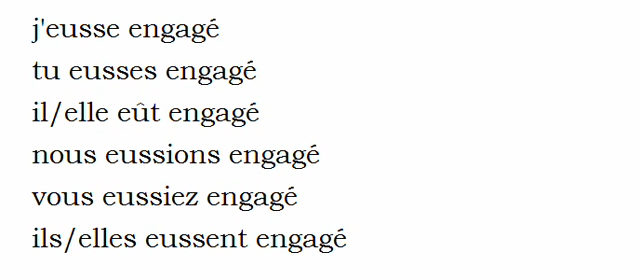 j'eusse engagé
tu eusses engagé
il/elle eût engagé
nous eussions engagé
vous eussiez engagé
ils/elles eussent engagé